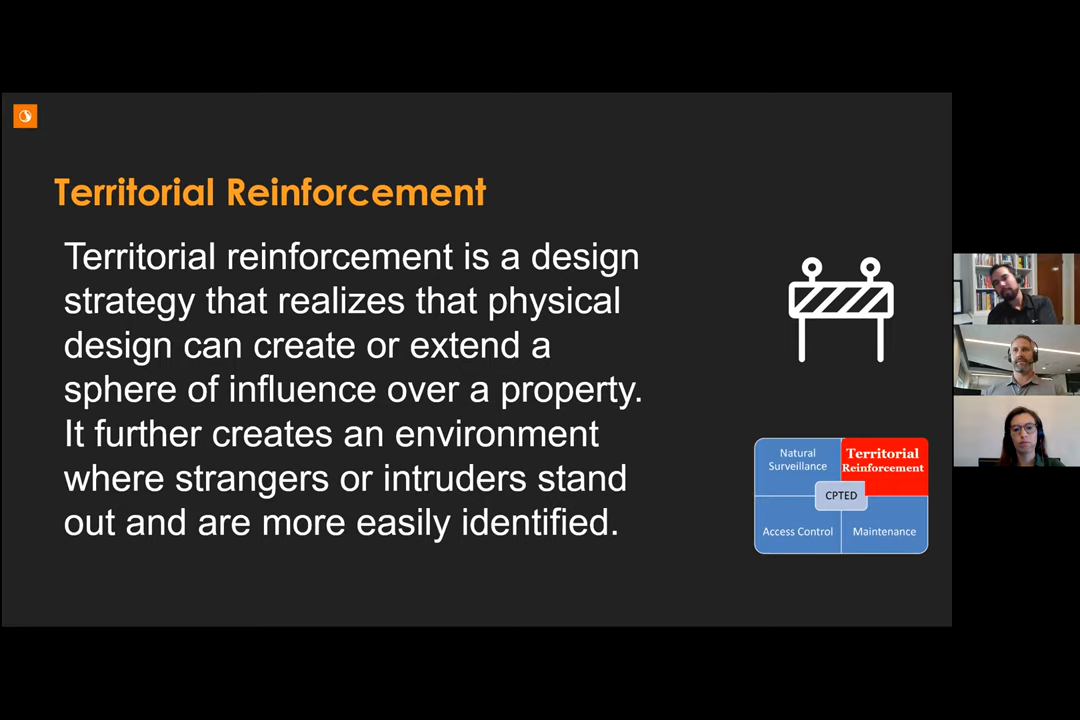 Territorial Reinforcement
Territorial reinforcement is a design
strategy that realizes that physical
design can create or extend a
sphere of influence over a property.
It further creates an environment
where strangers or intruders stand
out and are more easily identified.
Natural
Surveillance
Territorial
Reinforcement
CPTED
Access Control
Maintenance